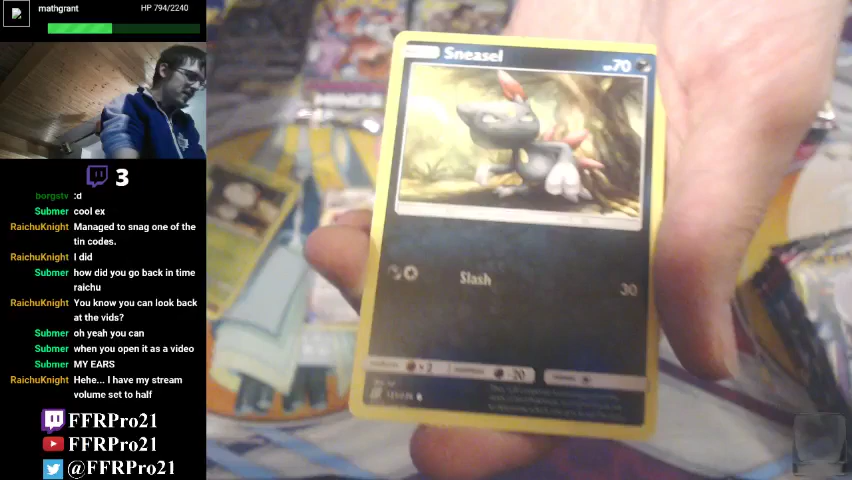 mathgrant
HP 794/2240
3
borgstv :d
Submer cool ex
RaichuKnight Managed to snag one of the
tin codes.
RaichuKnight I did
Submer how did you go back in time
raichu
RaichuKnight You know you can look back
at the vids?
Submer oh yeah you can
Submer when you open it as a video
Submer MY EARS
RaichuKnight Hehe... I have my stream
volume set to half
FFRPro21
FFRPro21
@FFRPro21
Sneasel
70
Slash 30
× 2
-20